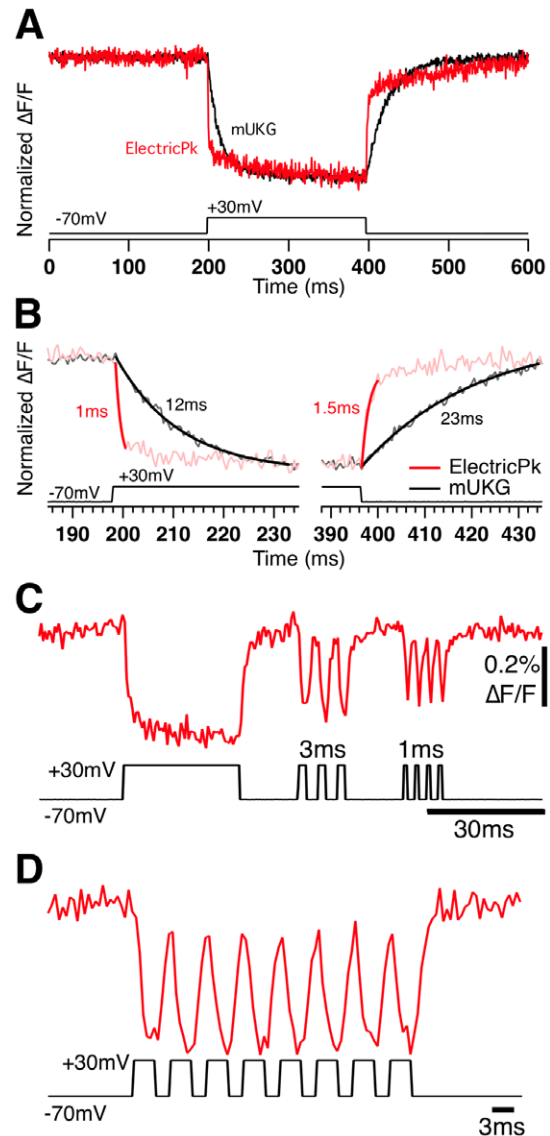 A
Normalized ΔF/F
ElectricPk
mUKG
-70mV
+30mV
0 100 200 300 400 500 600
Time (ms)
B
Normalized ΔF/F
1ms
12ms
1.5ms
23ms
ElectricPk
mUKG
-70mV
+30mV
190 200 210 220 230 390 400 410 420 430
Time (ms)
Time (ms)
C
0.2%
ΔF/F
3ms
1ms
+30mV
-70mV
30ms
D
+30mV
-70mV
3ms